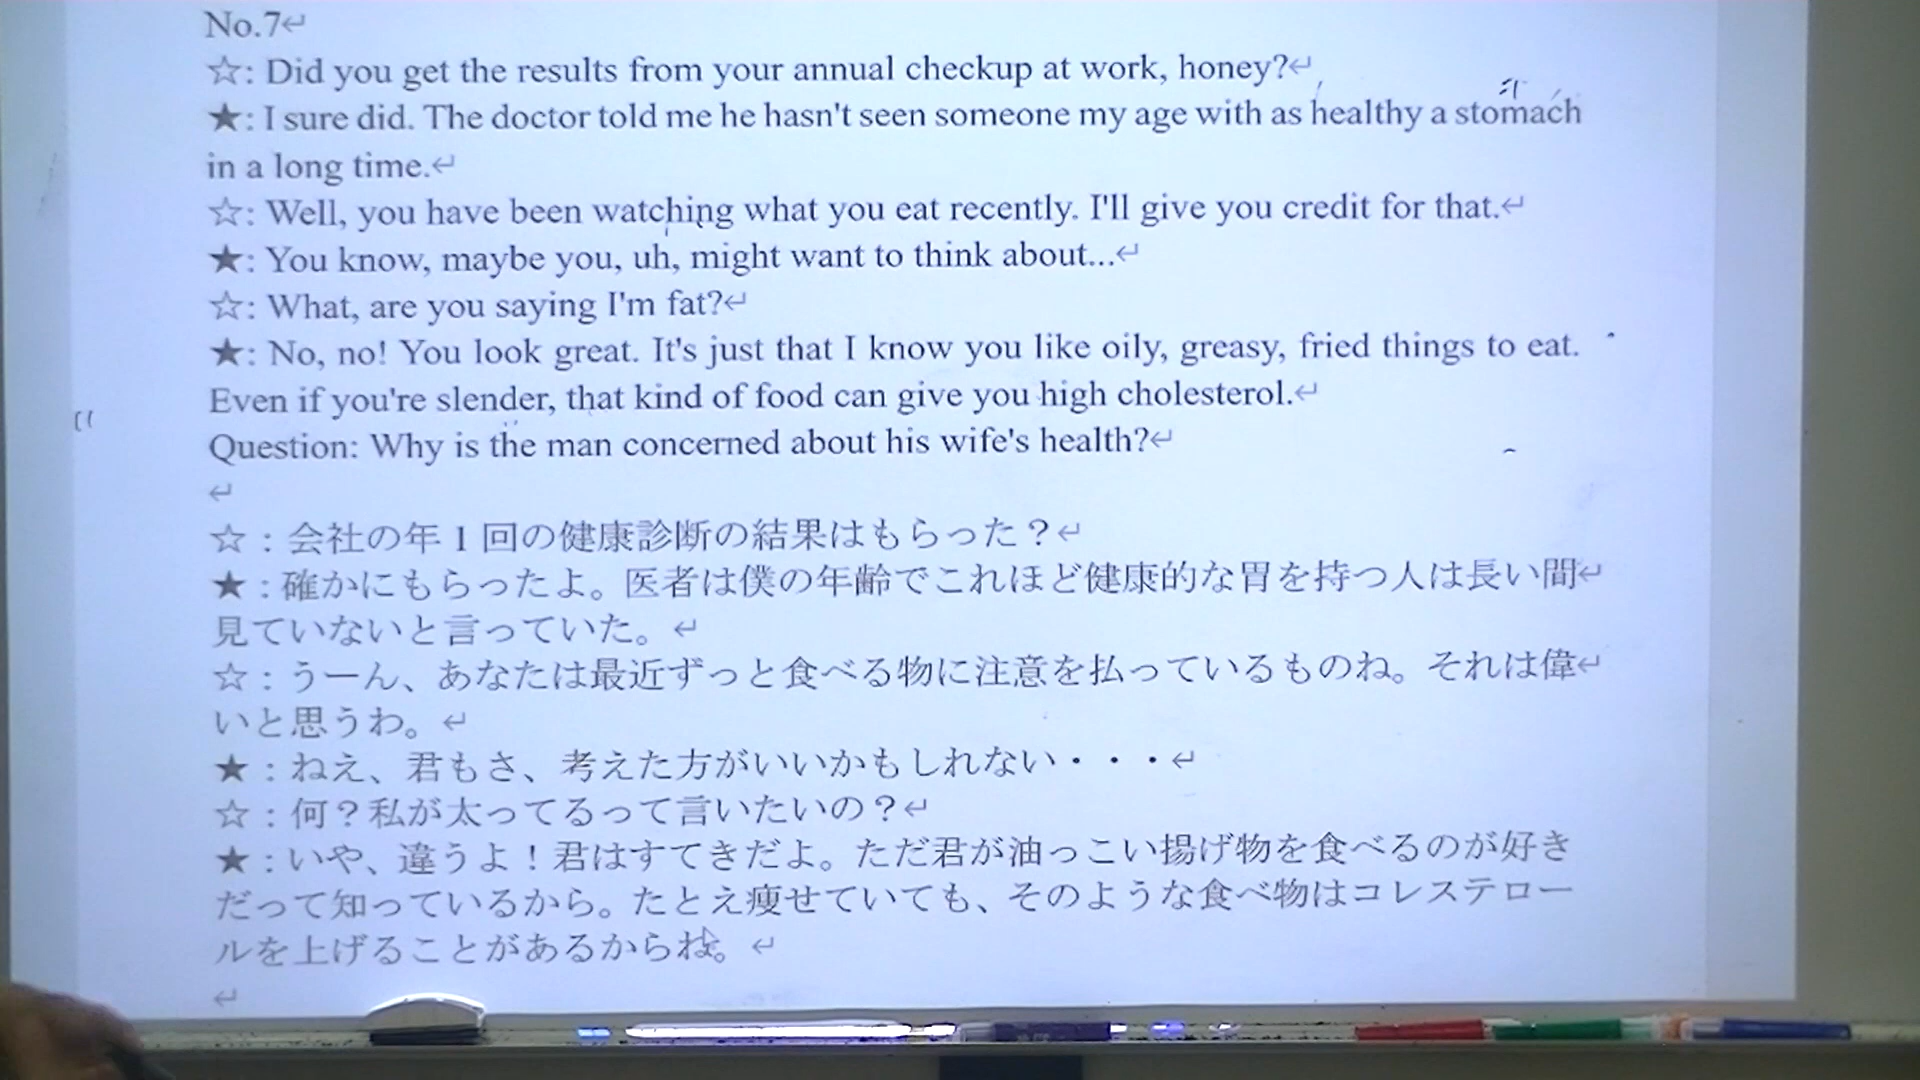 No.7↵
☆: Did you get the results from your annual checkup at work, honey?↵
★: I sure did. The doctor told me he hasn't seen someone my age with as healthy a stomach
in a long time.↵
☆: Well, you have been watching what you eat recently. I'll give you credit for that.↵
★: You know, maybe you, uh, might want to think about...↵
☆: What, are you saying I'm fat?↵
★: No, no! You look great. It's just that I know you like oily, greasy, fried things to eat.
Even if you're slender, that kind of food can give you high cholesterol.↵
Question: Why is the man concerned about his wife's health?↵
↵
☆：会社の年1回の健康診断の結果はもらった？↵
★：確かにもらったよ。医者は僕の年齢でこれほど健康的な胃を持つ人は長い間↵
見ていないと言っていた。↵
☆：うーん、あなたは最近ずっと食べる物に注意を払っているものね。それは偉↵
いと思うわ。↵
★：ねえ、君もさ、考えた方がいいかもしれない・・・↵
☆：何？私が太ってるって言いたいの？↵
★：いや、違うよ！君はすてきだよ。ただ君が油っこい揚げ物を食べるのが好き
だって知っているから。たとえ痩せていても、そのような食べ物はコレステロー
ルを上げることがあるからね。↵
↵